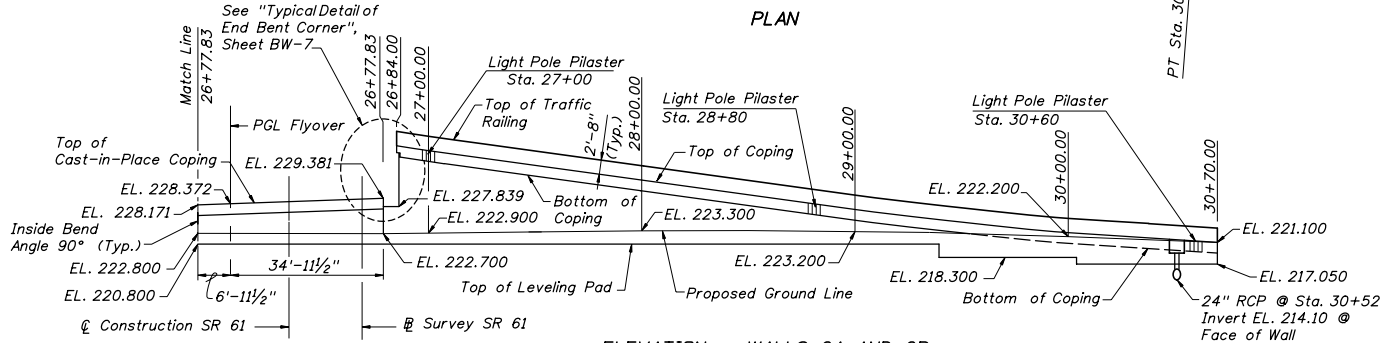 PLAN
PT Sta. 30
See "Typical Detail of
End Bent Corner",
Sheet BW-7
Match Line
26+77.83
26+77.83
26+84.00
27+00.00
Light Pole Pilaster
Sta. 27+00
Top of Traffic
Railing
2'-8"
(Typ.)
28+00.00
Light Pole Pilaster
Sta. 28+80
Top of Coping
29+00.00
Light Pole Pilaster
Sta. 30+60
30+00.00
30+70.00
PGL Flyover
Top of
Cast-in-Place Coping
EL. 229.381
EL. 228.372
EL. 228.171
Inside Bend
Angle 90° (Typ.)
EL. 222.800
EL. 220.800
34'-11½"
6'-11½"
EL. 227.839
EL. 222.900
Bottom of
Coping
EL. 223.300
EL. 222.200
EL. 221.100
EL. 222.700
Top of Leveling Pad
Proposed Ground Line
EL. 223.200
EL. 218.300
Bottom of Coping
EL. 217.050
24" RCP @ Sta. 30+52
Invert EL. 214.10 @
Face of Wall
℄ Construction SR 61
B Survey SR 61